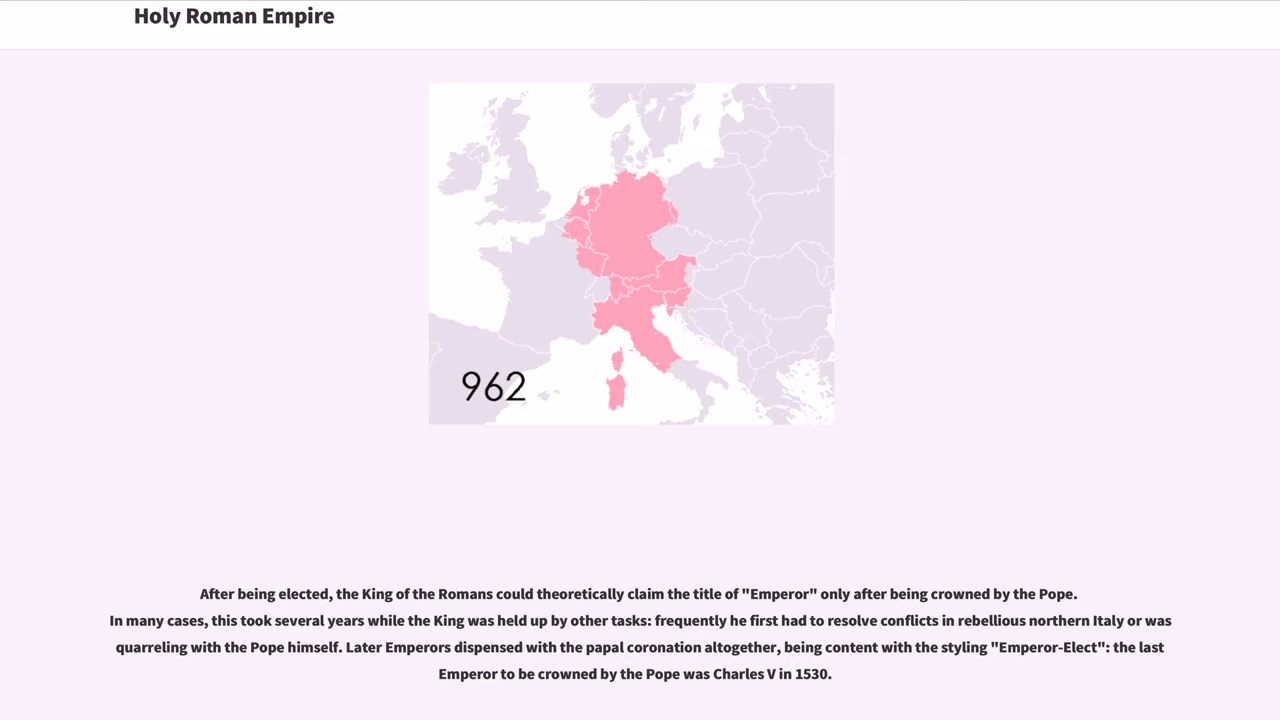 Holy Roman Empire
962
After being elected, the King of the Romans could theoretically claim the title of "Emperor" only after being crowned by the Pope.
In many cases, this took several years while the King was held up by other tasks: frequently he first had to resolve conflicts in rebellious northern Italy or was
quarreling with the Pope himself. Later Emperors dispensed with the papal coronation altogether, being content with the styling "Emperor-Elect": the last
Emperor to be crowned by the Pope was Charles V in 1530.